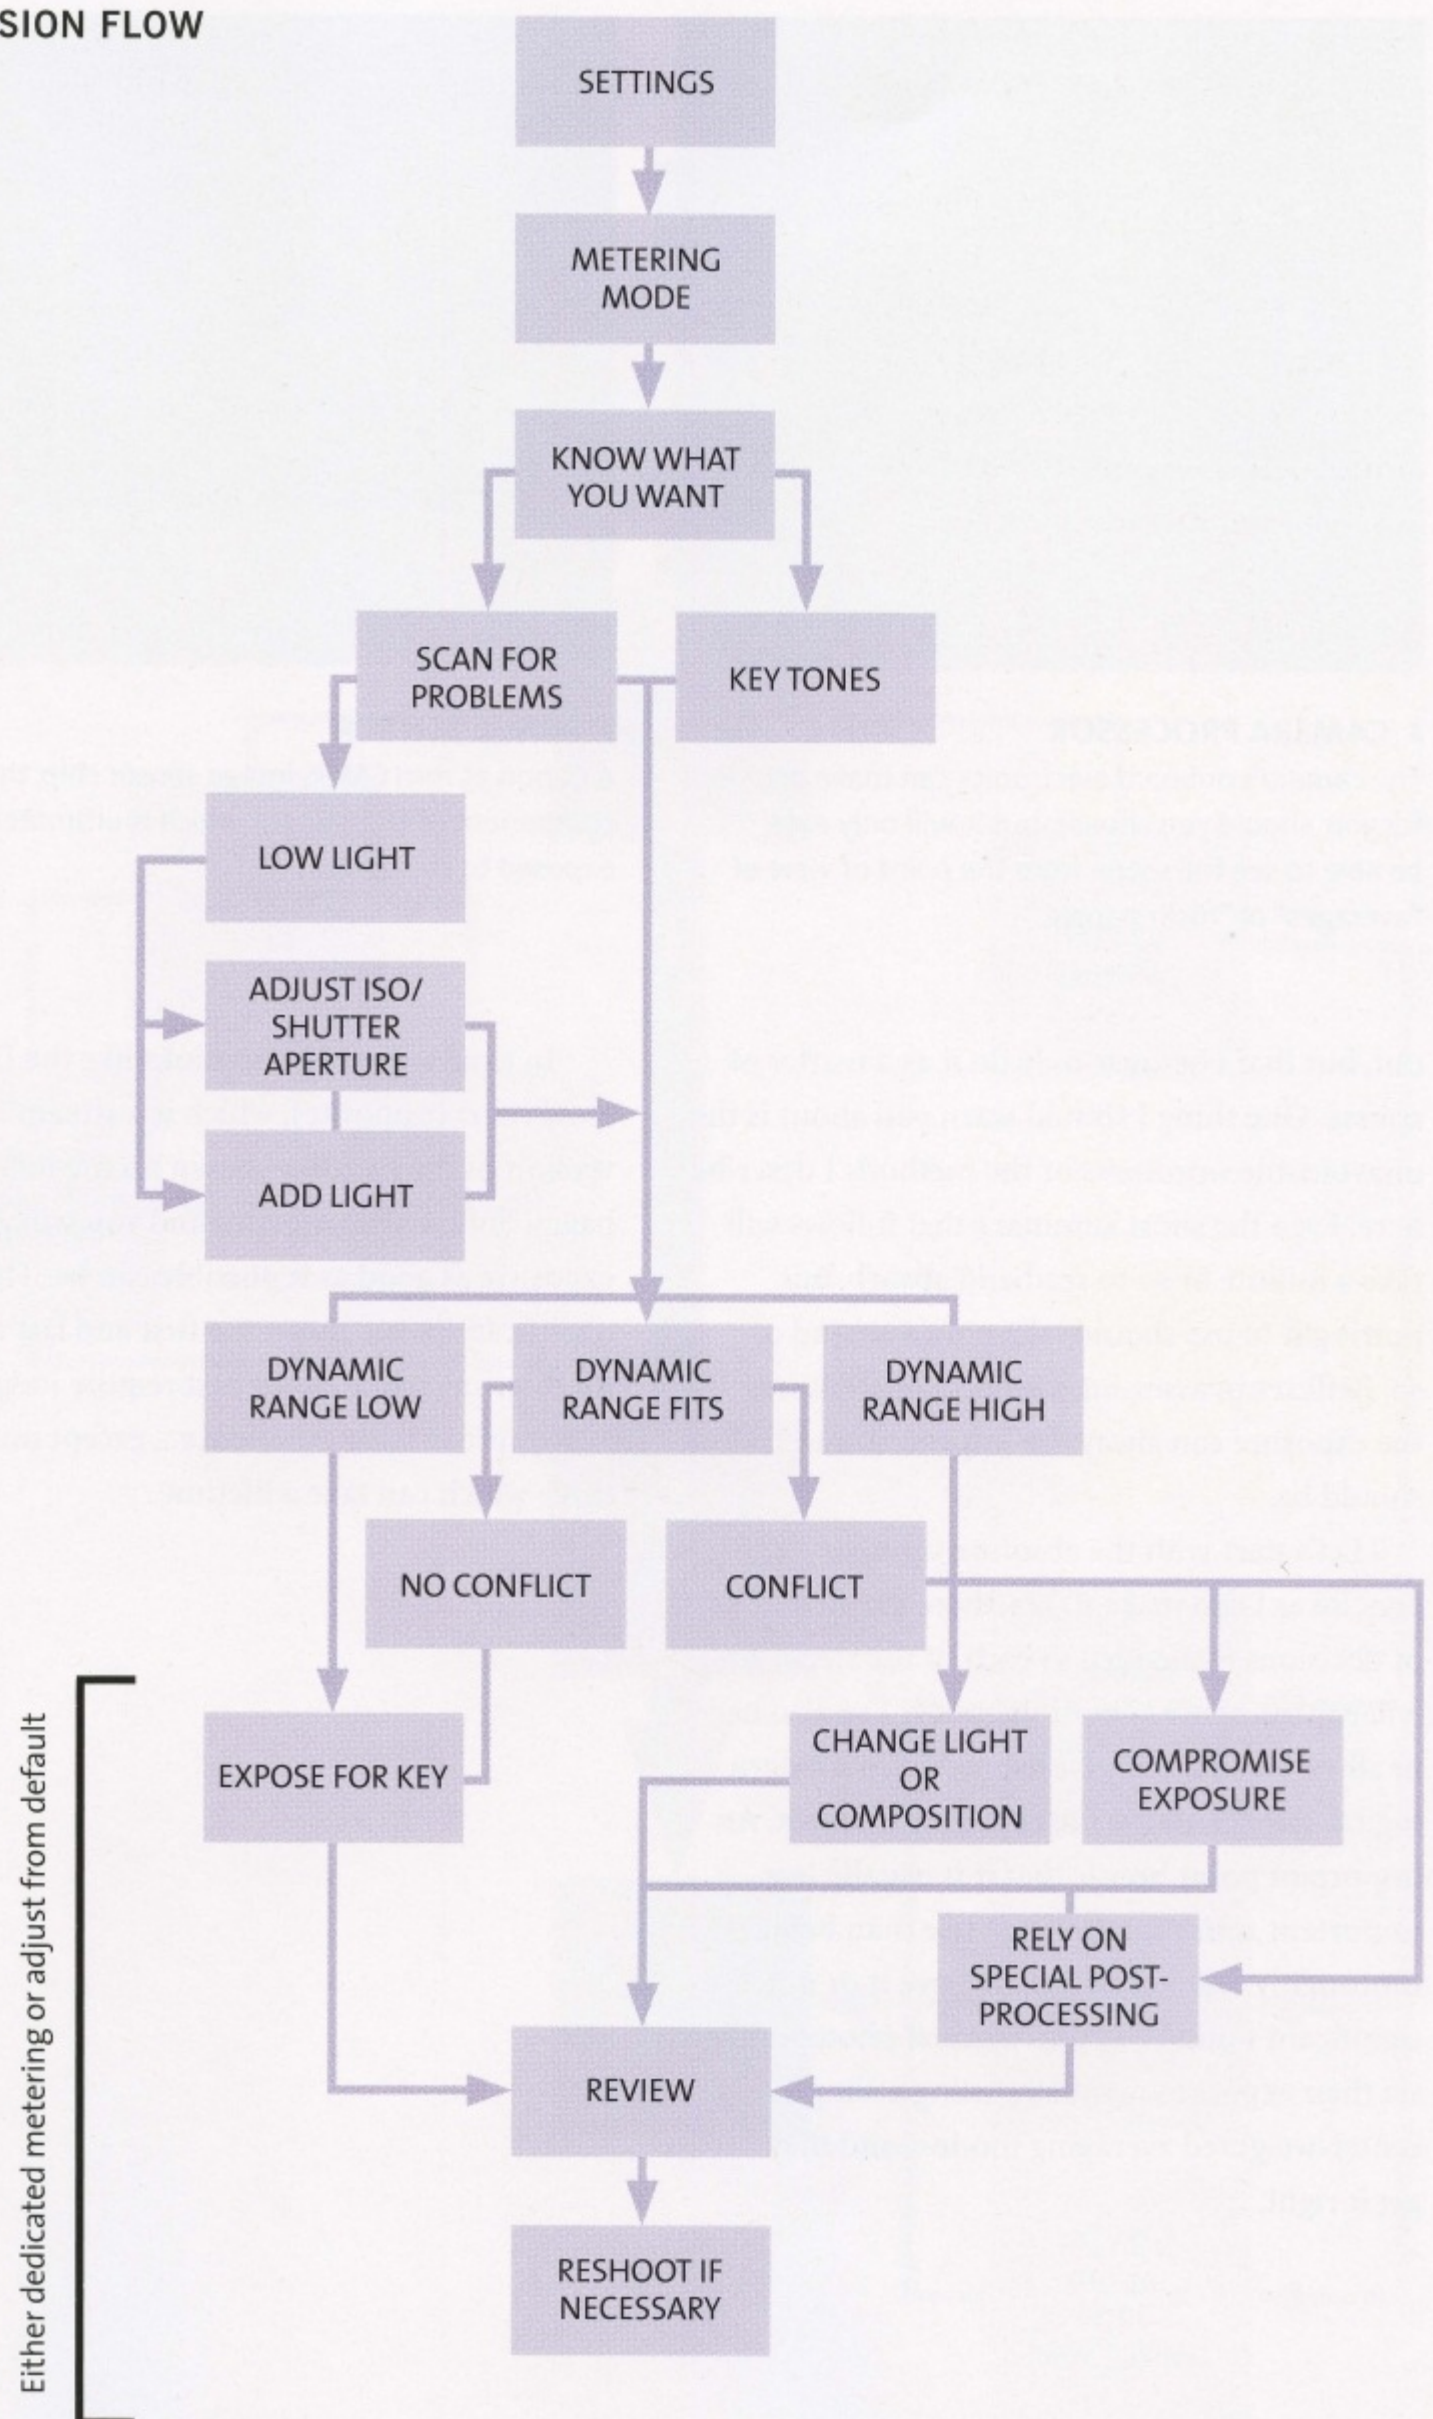 SION FLOW
SETTINGS
METERING
MODE
KNOW WHAT
YOU WANT
SCAN FOR
PROBLEMS
KEY TONES
LOW LIGHT
ADJUST ISO/
SHUTTER
APERTURE
ADD LIGHT
DYNAMIC
RANGE LOW
DYNAMIC
RANGE FITS
DYNAMIC
RANGE HIGH
NO CONFLICT
CONFLICT
EXPOSE FOR KEY
CHANGE LIGHT
OR
COMPOSITION
COMPROMISE
EXPOSURE
RELY ON
SPECIAL POST-
PROCESSING
REVIEW
RESHOOT IF
NECESSARY
Either dedicated metering or adjust from default